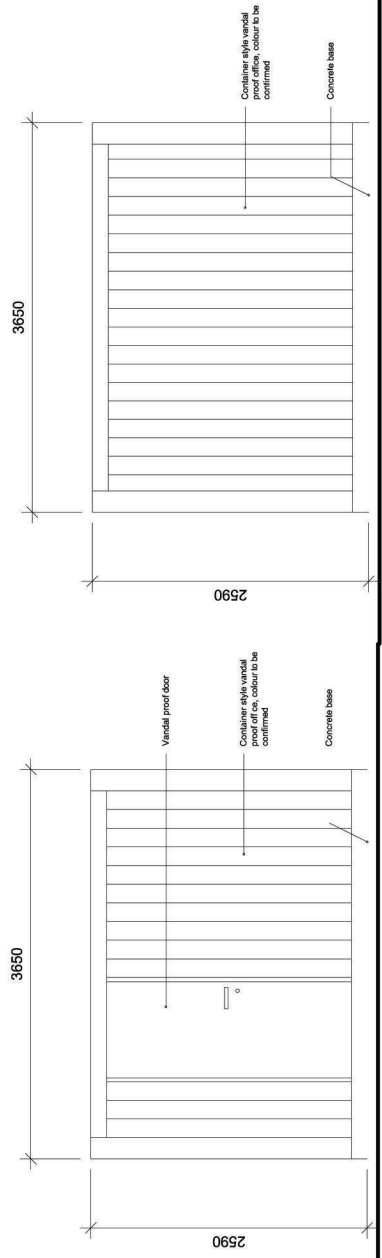 3650
2590
Vandal proof door
Container style vandal
proof off ce, colour to be
confirmed
Concrete base
3650
2590
Container style vandal
proof office, colour to be
confirmed
Concrete base